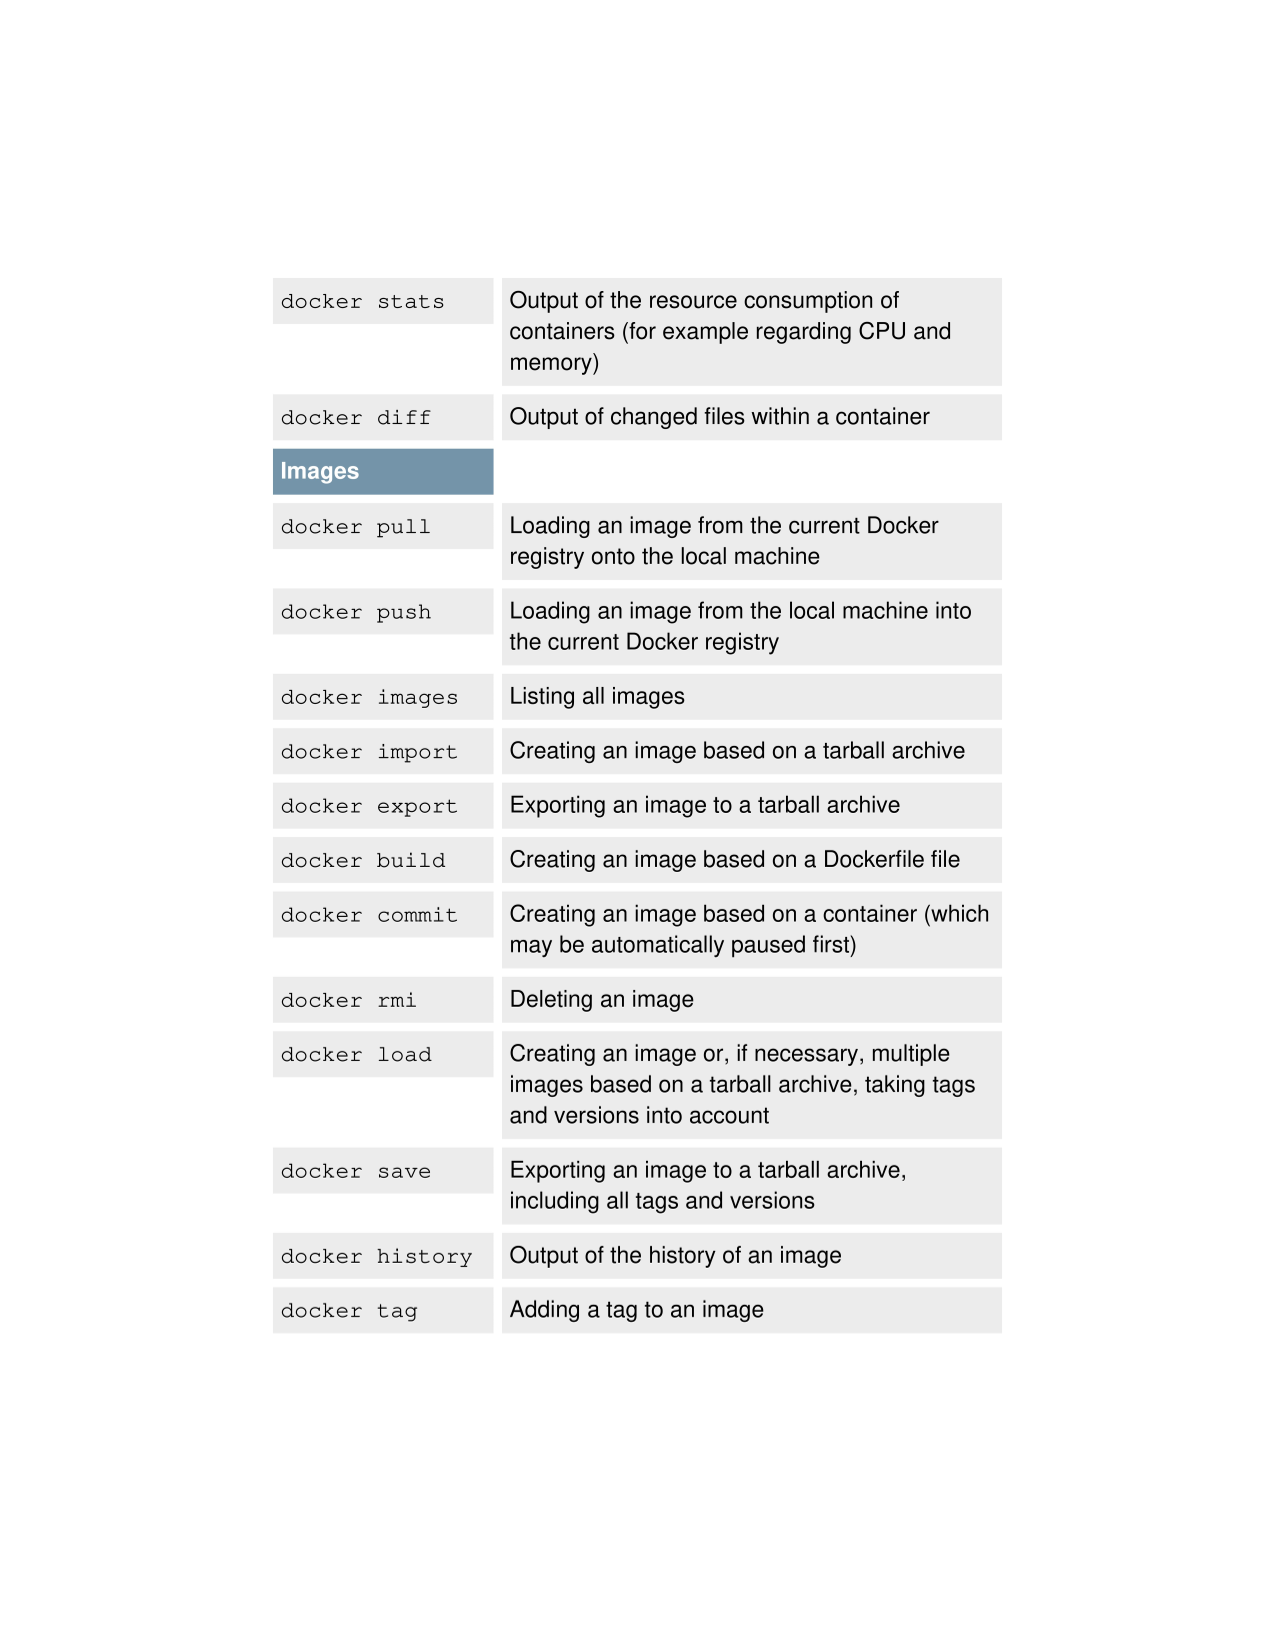 docker stats Output of the resource consumption of
containers (for example regarding CPU and
memory)
docker diff Output of changed files within a container
Images
docker pull Loading an image from the current Docker
registry onto the local machine
docker push Loading an image from the local machine into
the current Docker registry
docker images Listing all images
docker import Creating an image based on a tarball archive
docker export Exporting an image to a tarball archive
docker build Creating an image based on a Dockerfile file
docker commit Creating an image based on a container (which
may be automatically paused first)
docker rmi Deleting an image
docker load Creating an image or, if necessary, multiple
images based on a tarball archive, taking tags
and versions into account
docker save Exporting an image to a tarball archive,
including all tags and versions
docker history Output of the history of an image
docker tag Adding a tag to an image